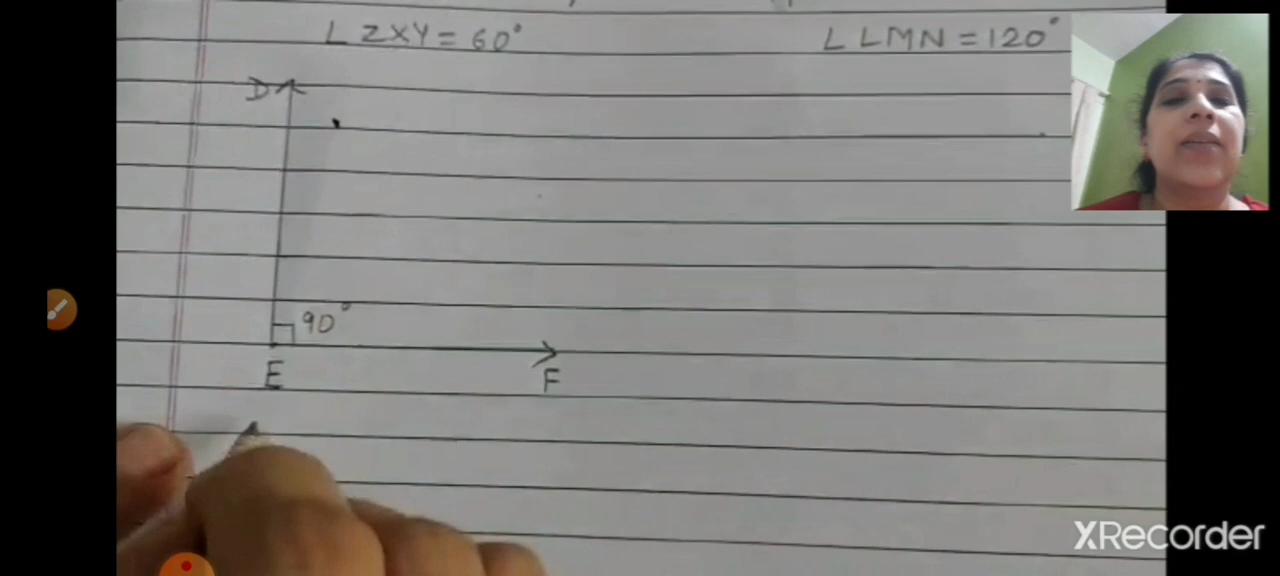 ∠ZXY = 60° ∠LMN = 120°
D
90°
E
F
XRecorder